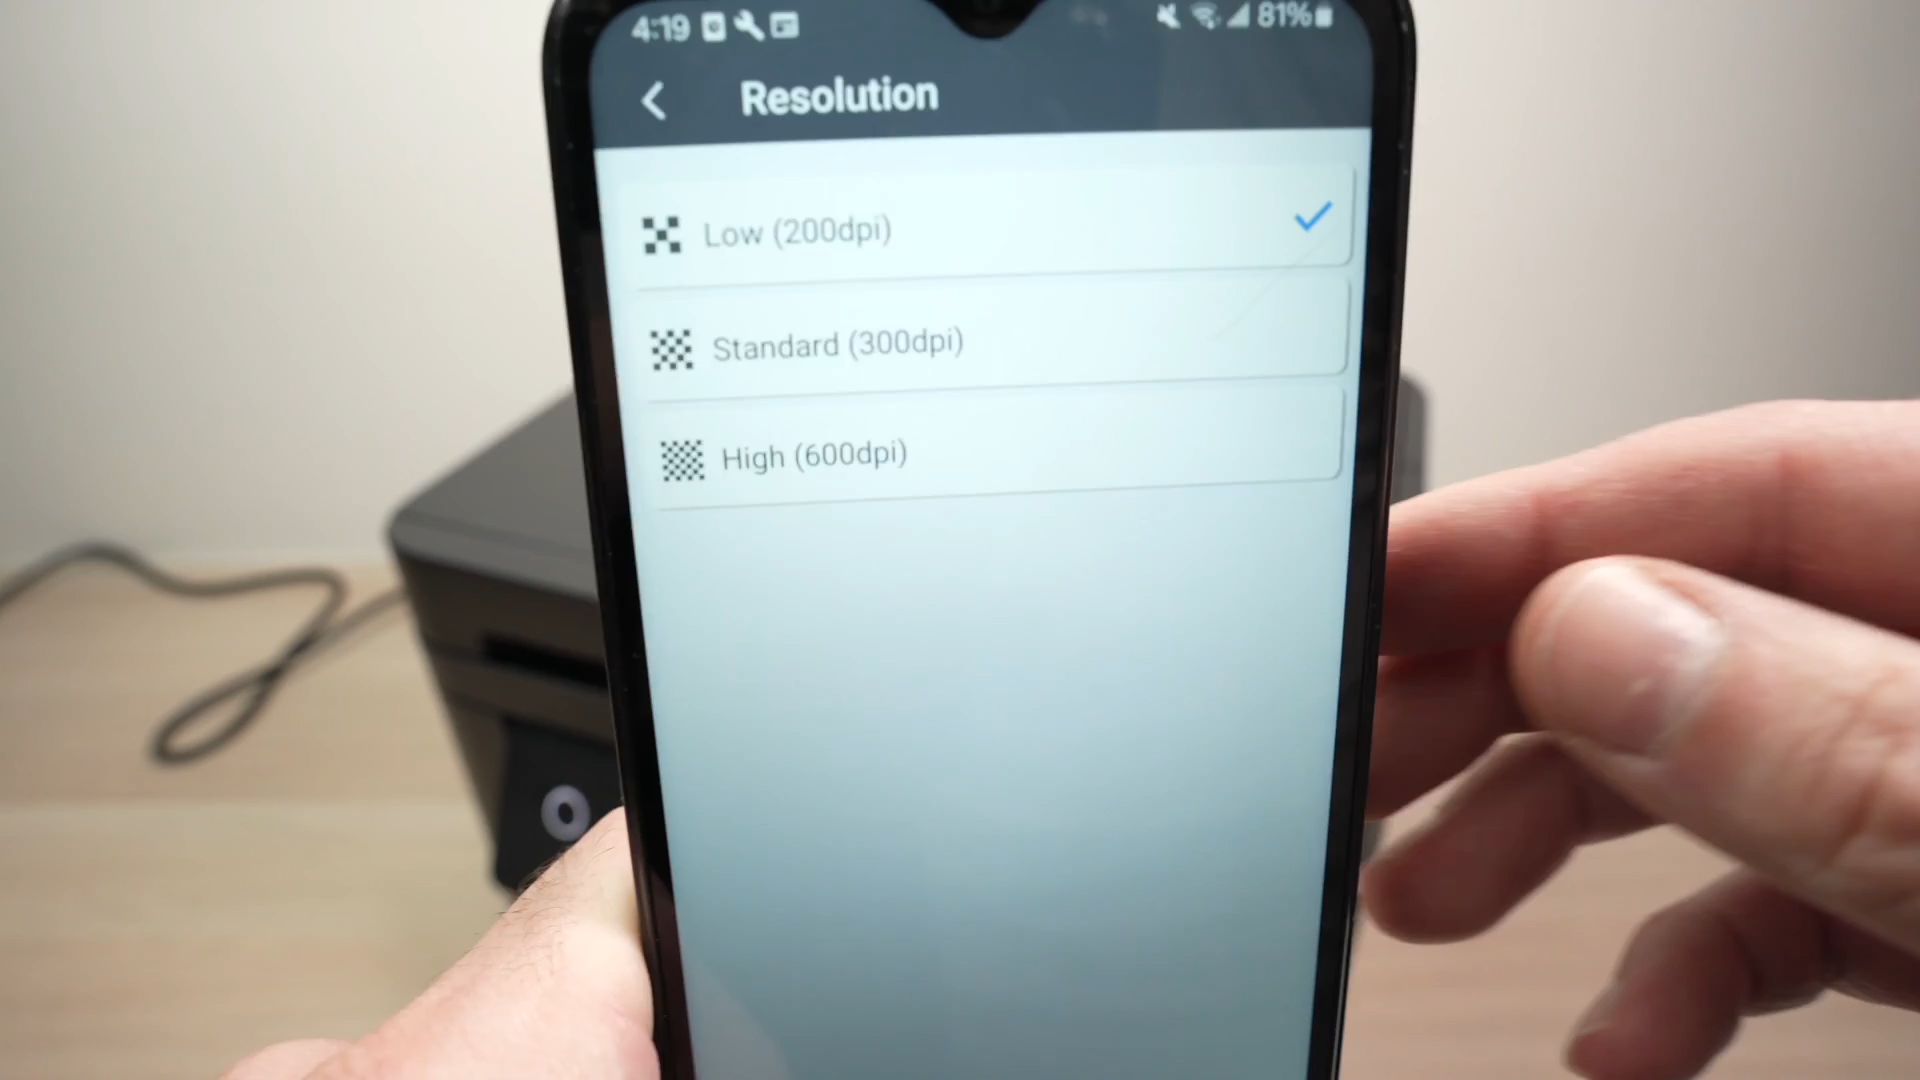 4:19 81%
Resolution
Low (200dpi)
Standard (300dpi)
High (600dpi)